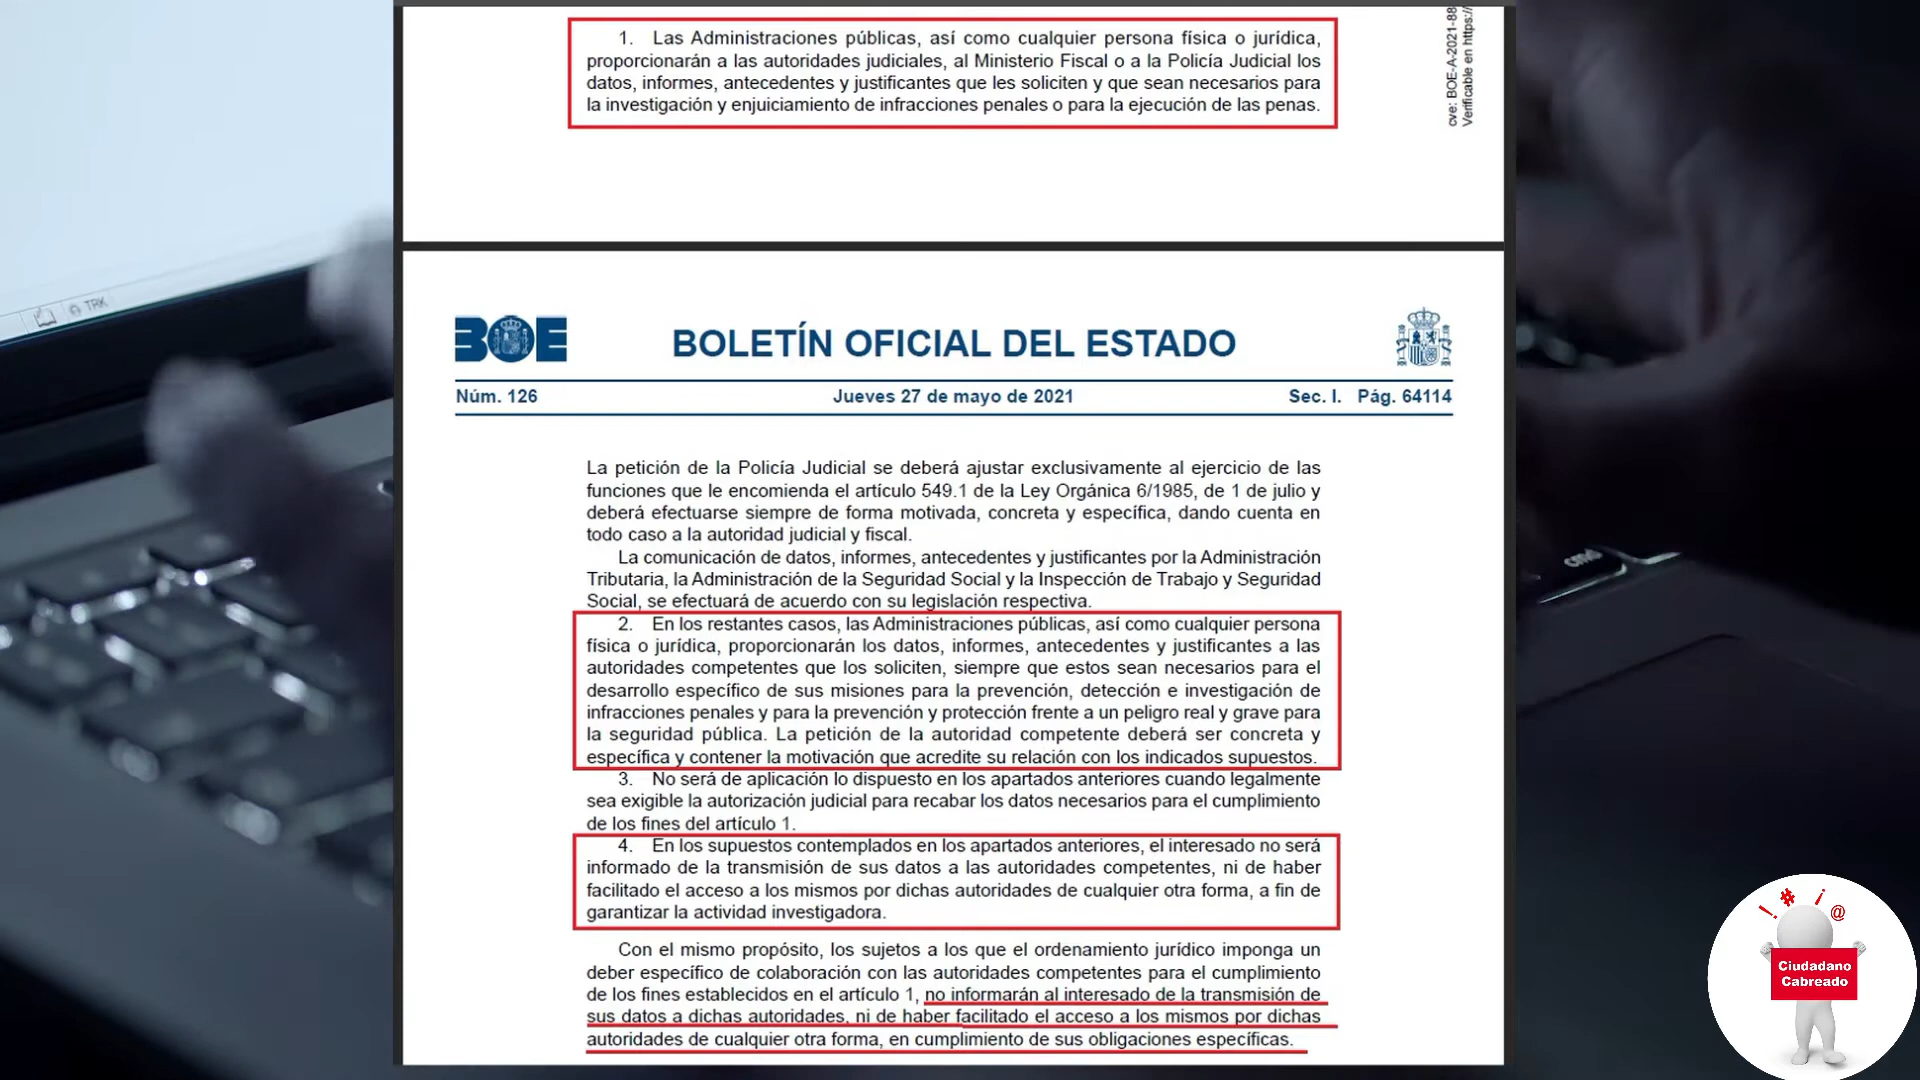 1. Las Administraciones públicas, así como cualquier persona física o jurídica,
proporcionarán a las autoridades judiciales, al Ministerio Fiscal o a la Policía Judicial los
datos, informes, antecedentes y justificantes que les soliciten y que sean necesarios para
la investigación y enjuiciamiento de infracciones penales o para la ejecución de las penas.
cve: BOE-A-2021-88
Verificable en https:/
TRK
BOE
BOLETÍN OFICIAL DEL ESTADO
Núm. 126 Jueves 27 de mayo de 2021 Sec. I. Pág. 64114
La petición de la Policía Judicial se deberá ajustar exclusivamente al ejercicio de las
funciones que le encomienda el artículo 549.1 de la Ley Orgánica 6/1985, de 1 de julio y
deberá efectuarse siempre de forma motivada, concreta y específica, dando cuenta en
todo caso a la autoridad judicial y fiscal.
La comunicación de datos, informes, antecedentes y justificantes por la Administración
Tributaria, la Administración de la Seguridad Social y la Inspección de Trabajo y Seguridad
Social, se efectuará de acuerdo con su legislación respectiva.
2. En los restantes casos, las Administraciones públicas, así como cualquier persona
física o jurídica, proporcionarán los datos, informes, antecedentes y justificantes a las
autoridades competentes que los soliciten, siempre que estos sean necesarios para el
desarrollo específico de sus misiones para la prevención, detección e investigación de
infracciones penales y para la prevención y protección frente a un peligro real y grave para
la seguridad pública. La petición de la autoridad competente deberá ser concreta y
específica y contener la motivación que acredite su relación con los indicados supuestos.
3. No será de aplicación lo dispuesto en los apartados anteriores cuando legalmente
sea exigible la autorización judicial para recabar los datos necesarios para el cumplimiento
de los fines del artículo 1.
4. En los supuestos contemplados en los apartados anteriores, el interesado no será
informado de la transmisión de sus datos a las autoridades competentes, ni de haber
facilitado el acceso a los mismos por dichas autoridades de cualquier otra forma, a fin de
garantizar la actividad investigadora.
Con el mismo propósito, los sujetos a los que el ordenamiento jurídico imponga un
deber específico de colaboración con las autoridades competentes para el cumplimiento
de los fines establecidos en el artículo 1, no informarán al interesado de la transmisión de
sus datos a dichas autoridades, ni de haber facilitado el acceso a los mismos por dichas
autoridades de cualquier otra forma, en cumplimiento de sus obligaciones específicas.
cmd
! # ¡ @
Ciudadano
Cabreado